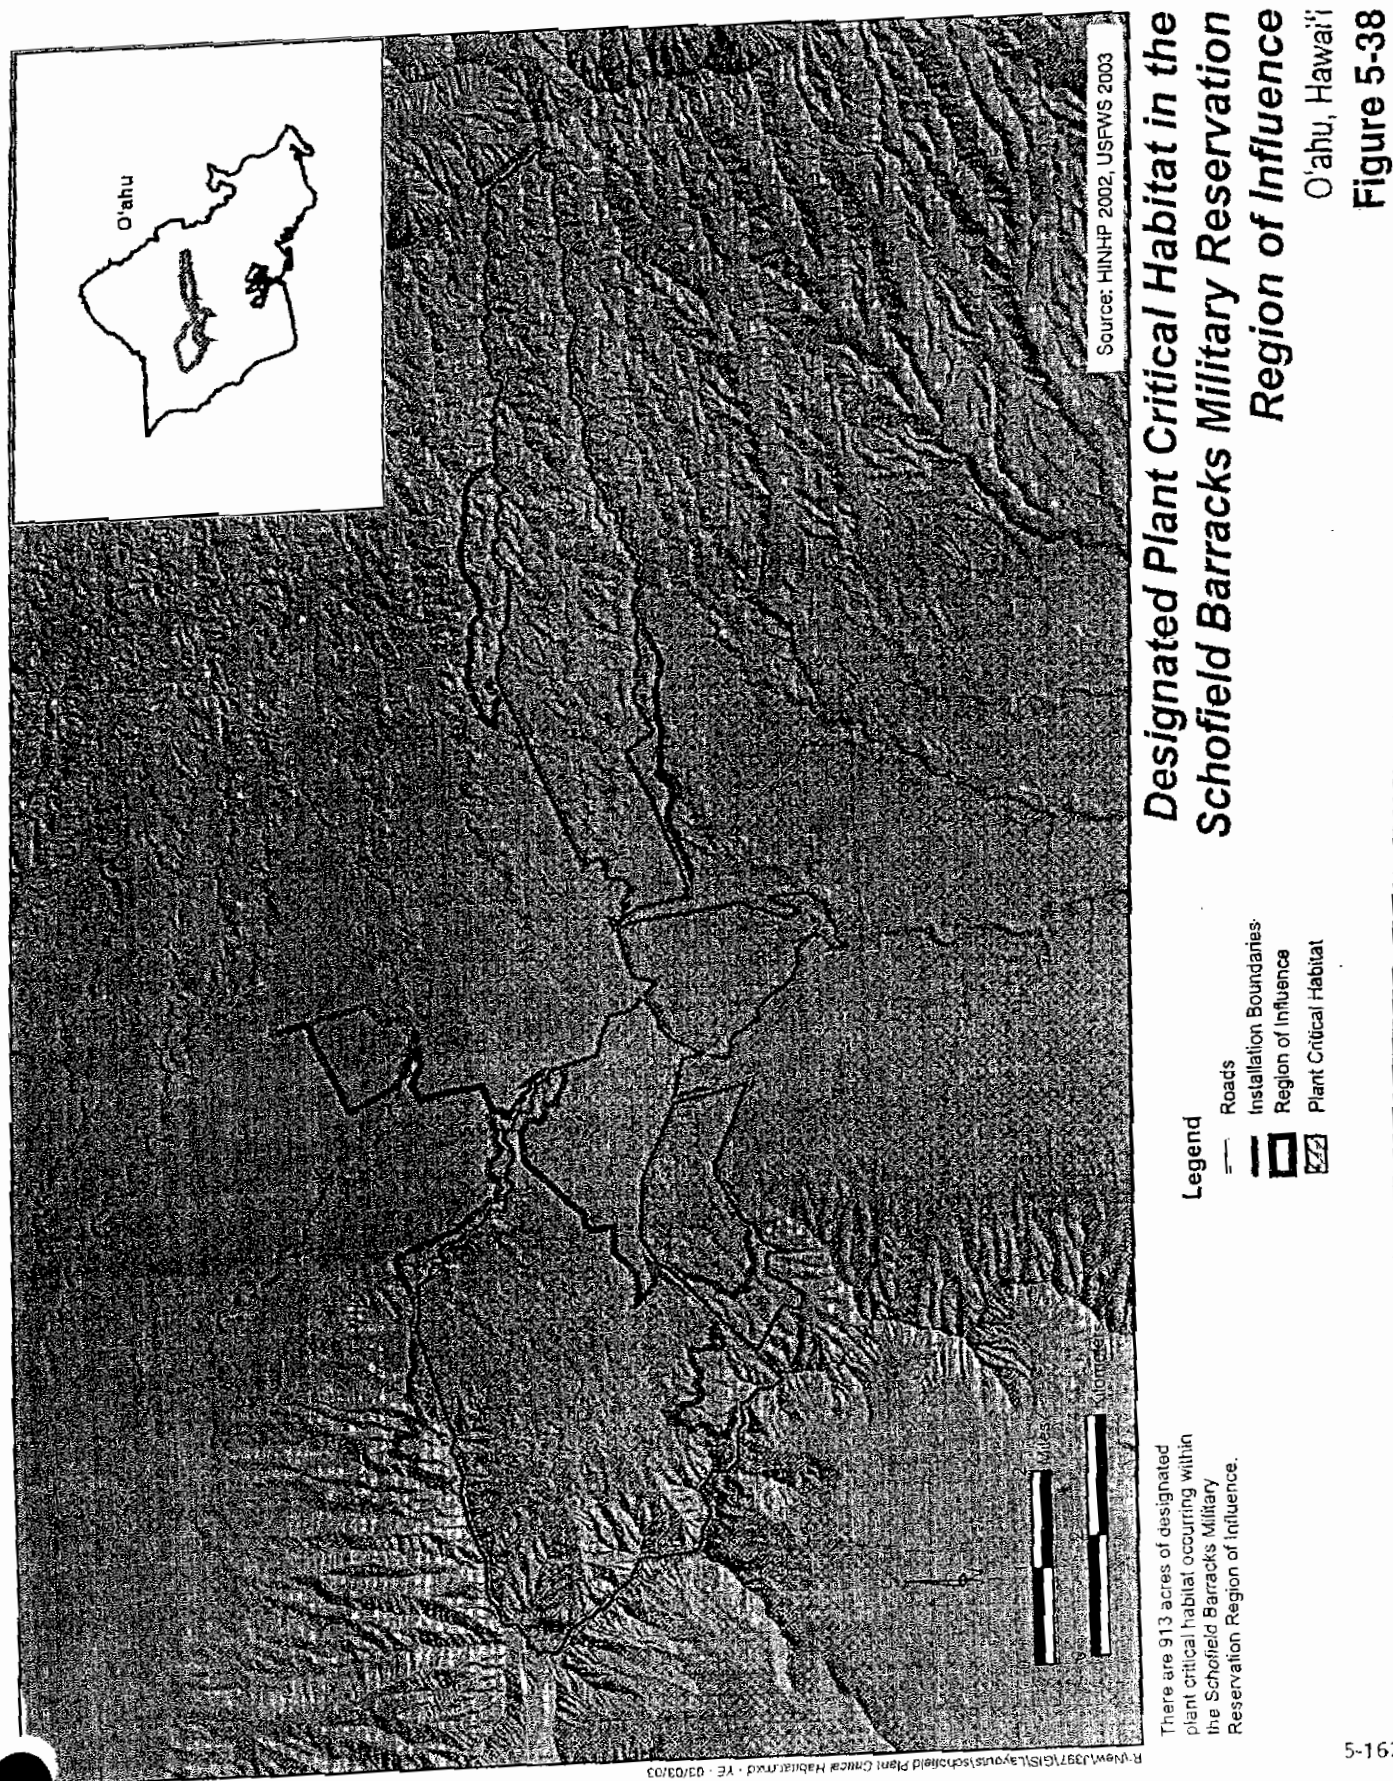 O'ahu
Source: HINHP 2002, USFWS 2003
Miles
Kilometers
There are 913 acres of designated
plant critical habitat occurring within
the Schofield Barracks Military
Reservation Region of Influence.
Legend
Roads
Installation Boundaries
Region of Influence
Plant Critical Habitat
Designated Plant Critical Habitat in the
Schofield Barracks Military Reservation
Region of Influence
O'ahu, Hawai'i
Figure 5-38
R:\New\J397\GIS\Layouts\schofield Plant Critical Habitat.mxd - YE - 03/03/03